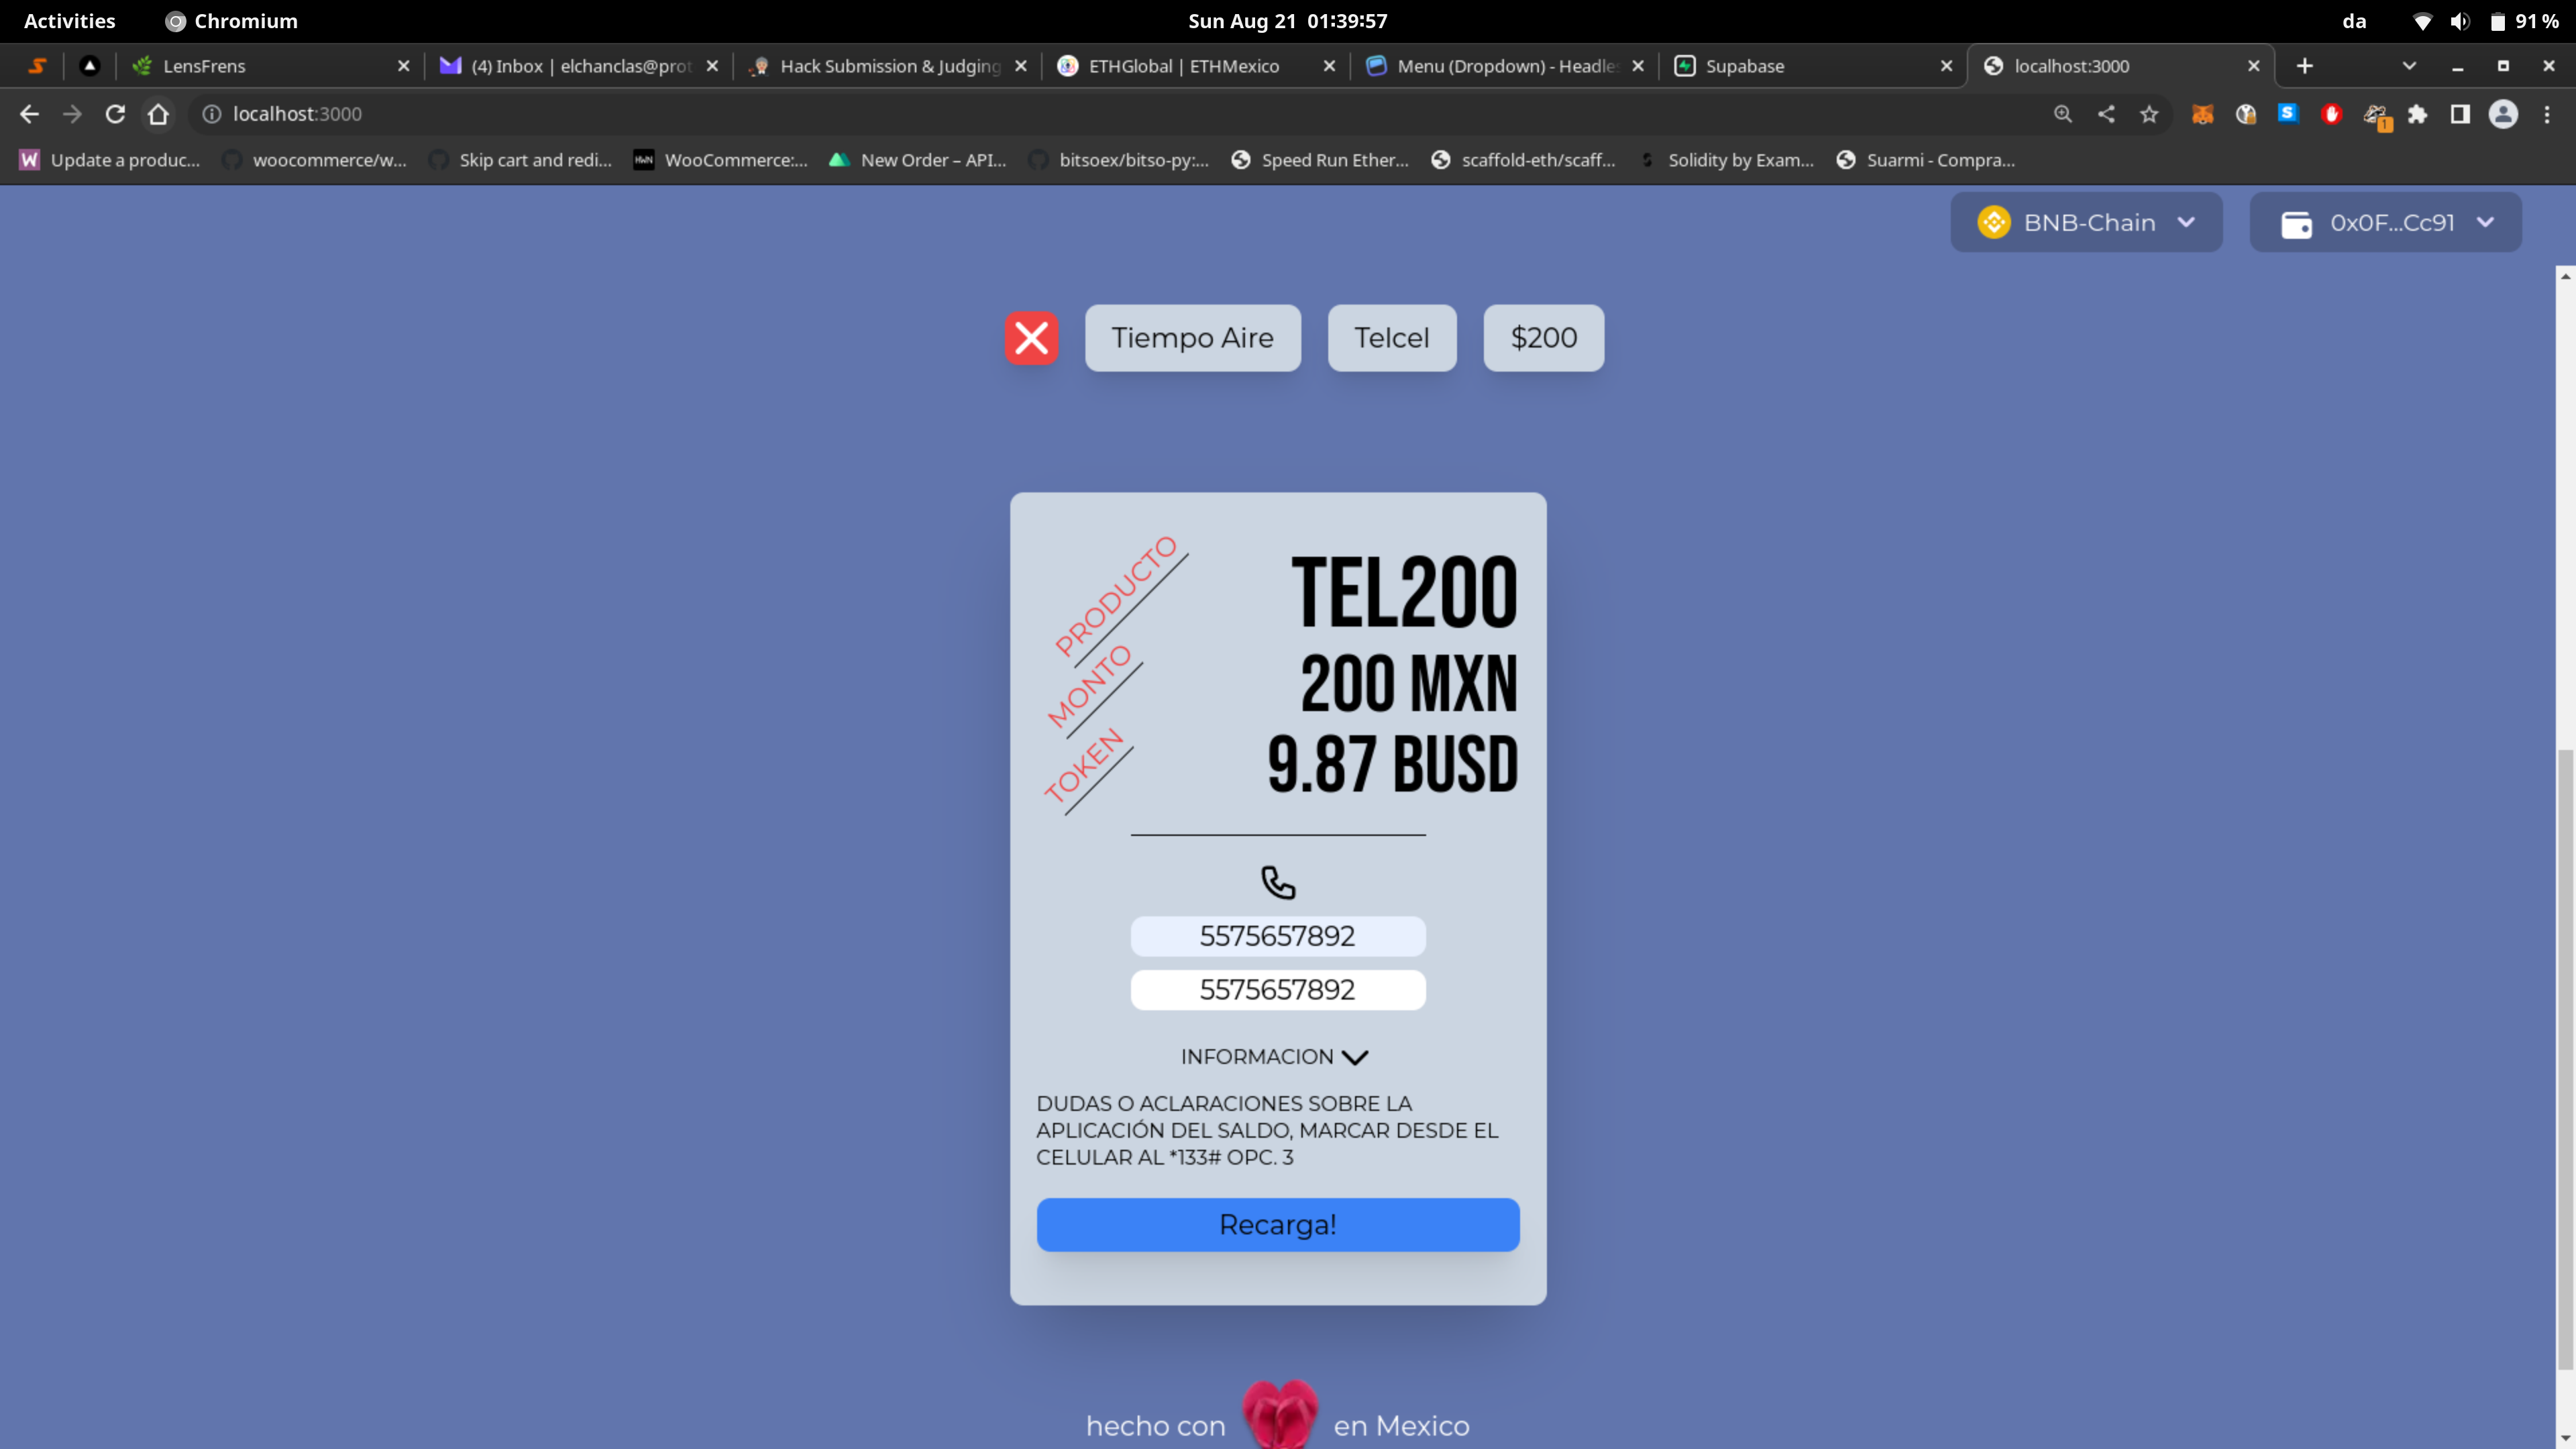 Activities Chromium Sun Aug 21 01:39:57 da 91%
LensFrens (4) Inbox | elchanclas@prot Hack Submission & Judging ETHGlobal | ETHMexico Menu (Dropdown) - Headle Supabase localhost:3000
localhost:3000
Update a produc... woocommerce/w... Skip cart and redi... WooCommerce:... New Order – API... bitsoex/bitso-py:... Speed Run Ether... scaffold-eth/scaff... Solidity by Exam... Suarmi - Compra...
BNB-Chain 0x0F...Cc91
Tiempo Aire Telcel $200
PRODUCTO TEL200
MONTO 200 MXN
TOKEN 9.87 BUSD
5575657892
5575657892
INFORMACION
DUDAS O ACLARACIONES SOBRE LA
APLICACIÓN DEL SALDO, MARCAR DESDE EL
CELULAR AL *133# OPC. 3
Recarga!
hecho con en Mexico